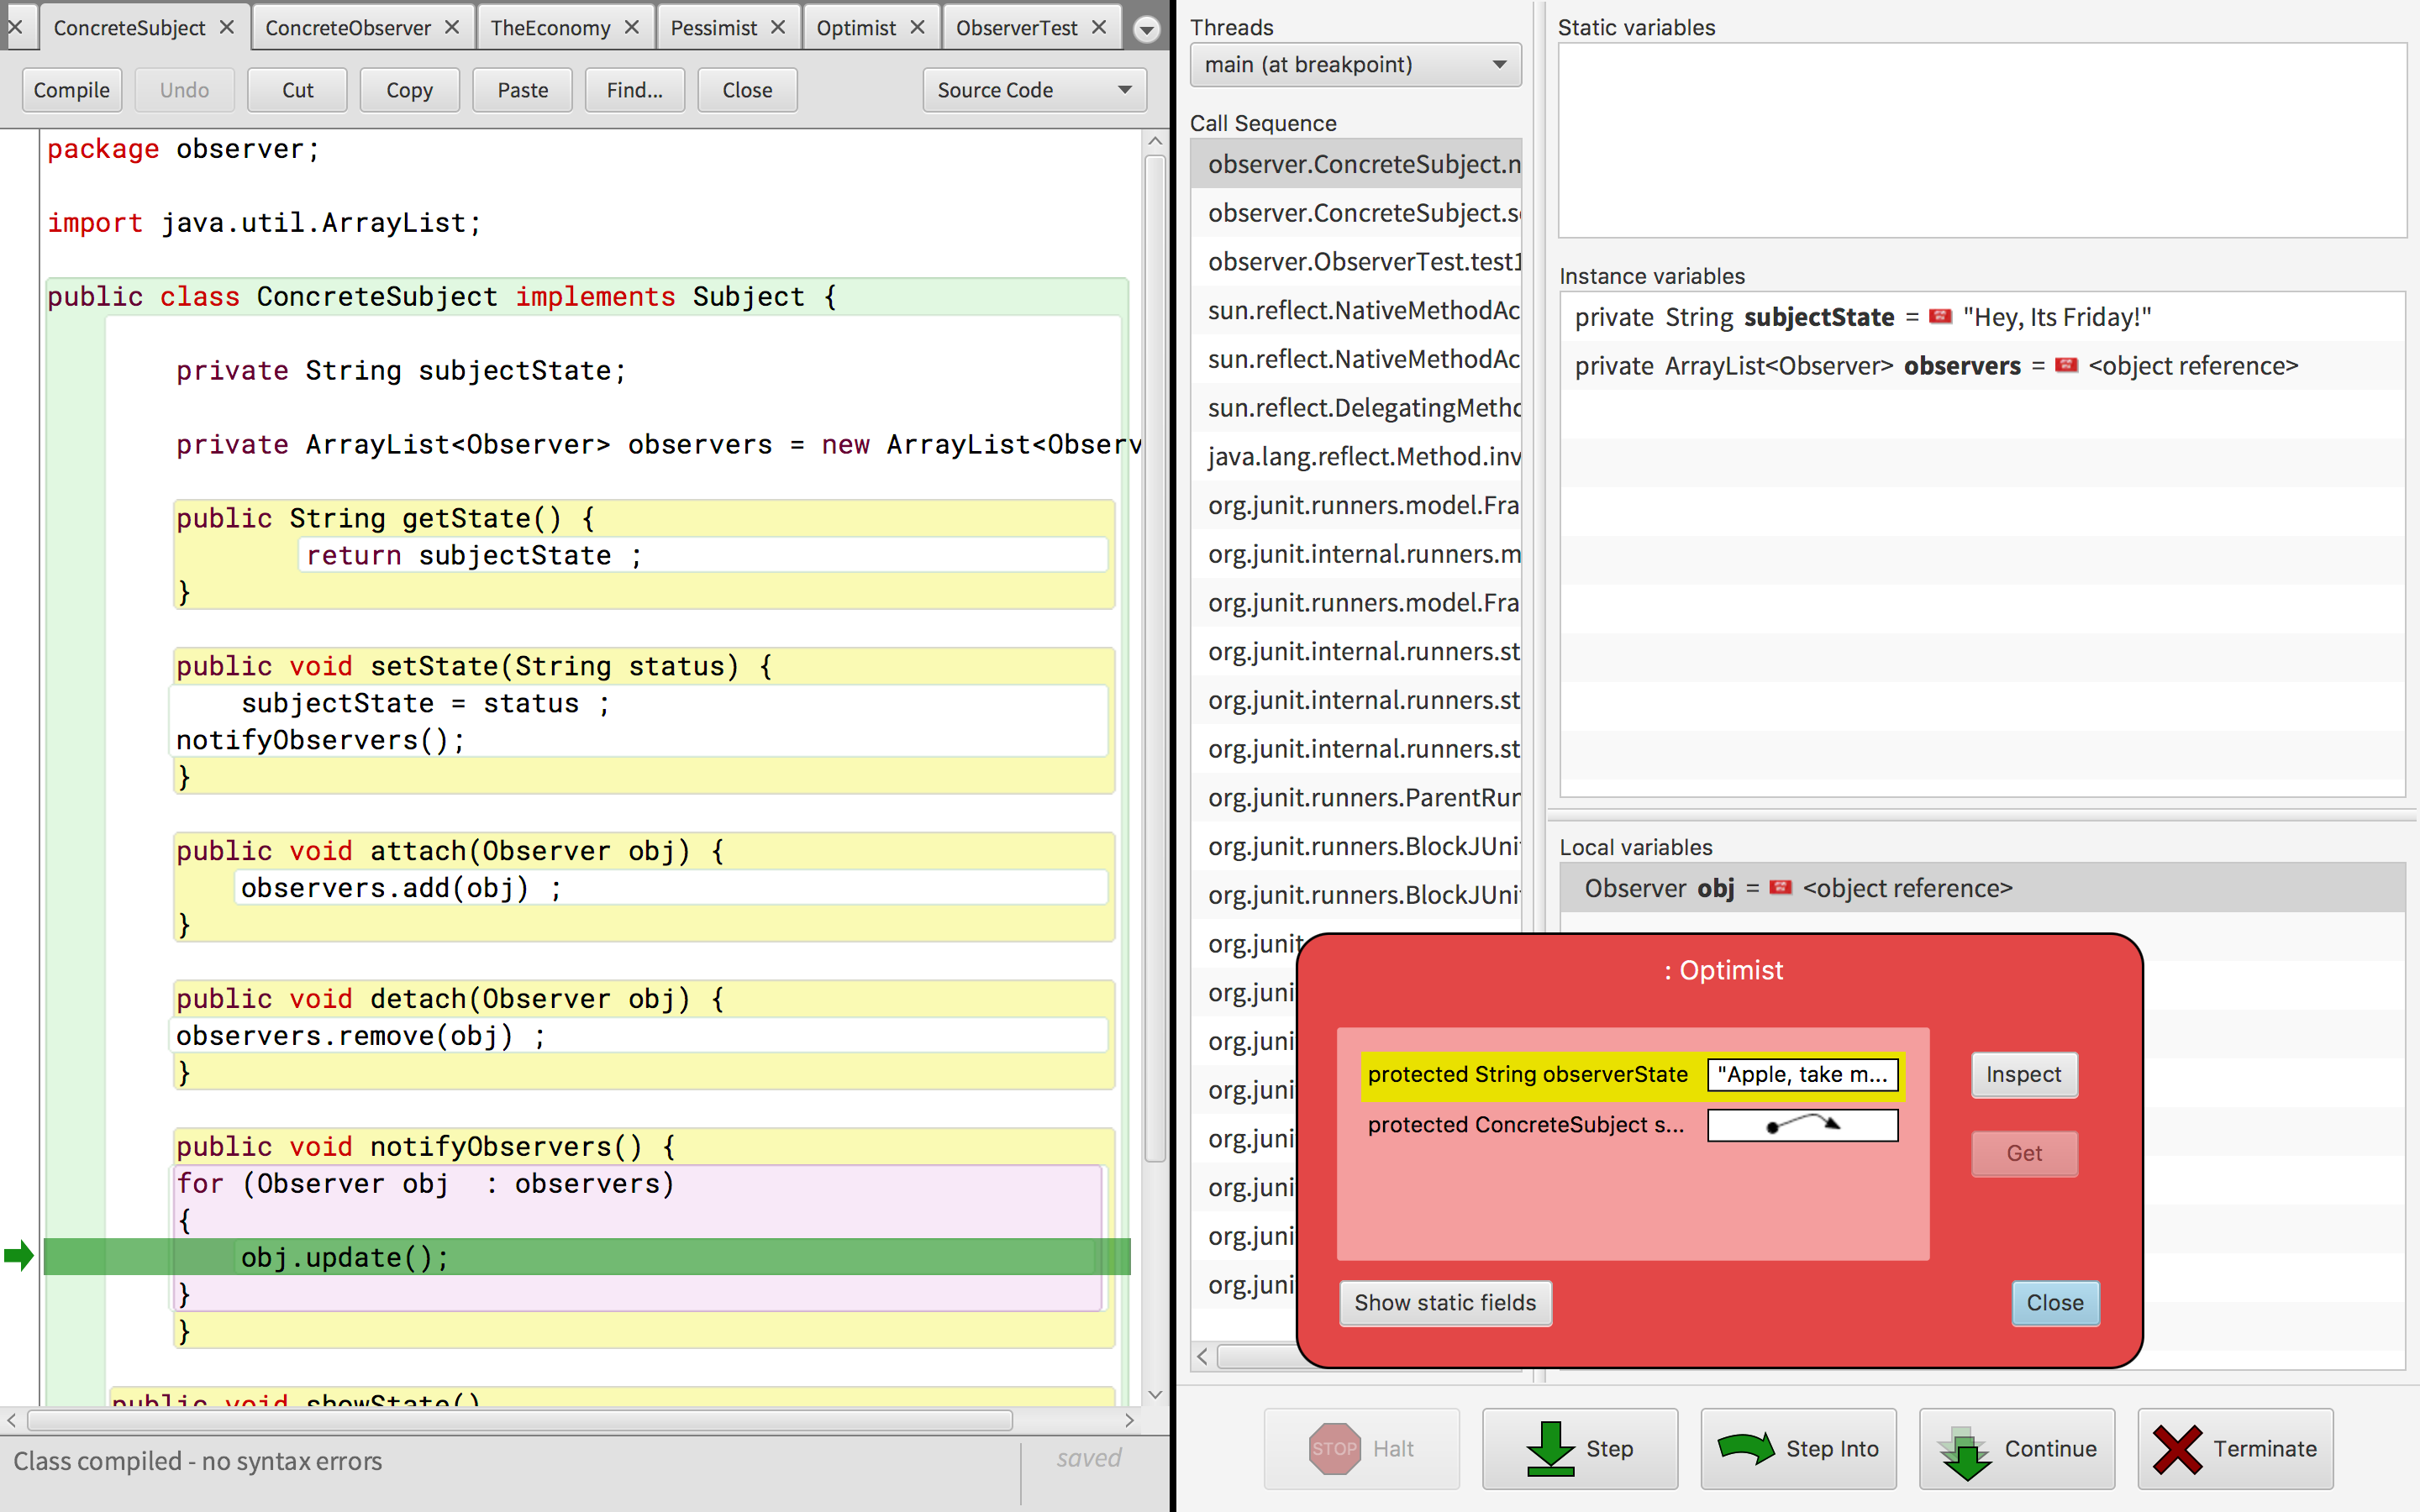 ConcreteSubject ConcreteObserver TheEconomy Pessimist Optimist ObserverTest
Compile Undo Cut Copy Paste Find... Close Source Code
package observer;
import java.util.ArrayList;
public class ConcreteSubject implements Subject {
private String subjectState;
private ArrayList<Observer> observers = new ArrayList<Observ
public String getState() {
return subjectState ;
}
public void setState(String status) {
subjectState = status ;
notifyObservers();
}
public void attach(Observer obj) {
observers.add(obj) ;
}
public void detach(Observer obj) {
observers.remove(obj) ;
}
public void notifyObservers() {
for (Observer obj  : observers)
{
obj.update();
}
}
public void showState()
Class compiled - no syntax errors
saved
Threads
main (at breakpoint)
Call Sequence
observer.ConcreteSubject.n
observer.ConcreteSubject.s
observer.ObserverTest.test1
sun.reflect.NativeMethodAc
sun.reflect.NativeMethodAc
sun.reflect.DelegatingMetho
java.lang.reflect.Method.inv
org.junit.runners.model.Fra
org.junit.internal.runners.m
org.junit.runners.model.Fra
org.junit.internal.runners.st
org.junit.internal.runners.st
org.junit.internal.runners.st
org.junit.runners.ParentRun
org.junit.runners.BlockJUni
org.junit.runners.BlockJUni
org.junit
org.juni
org.juni
org.juni
org.juni
org.juni
org.juni
org.juni
Static variables
Instance variables
private String subjectState = "Hey, Its Friday!"
private ArrayList<Observer> observers = <object reference>
Local variables
Observer obj = <object reference>
: Optimist
protected String observerState "Apple, take m...
protected ConcreteSubject s...
Inspect
Get
Show static fields
Close
STOP Halt Step Step Into Continue Terminate